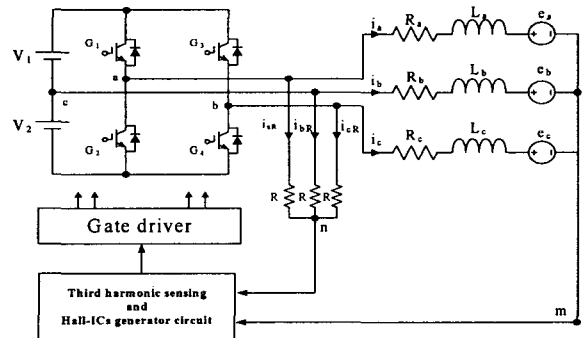 V1
V2
G1
G2
G3
G4
a
b
c
ia
ib
ic
Ra
Rb
Rc
La
Lb
Lc
ea
eb
ec
iaR
ibR
icR
R
R
R
n
m
Gate driver
Third harmonic sensing
and
Hall-ICs generator circuit